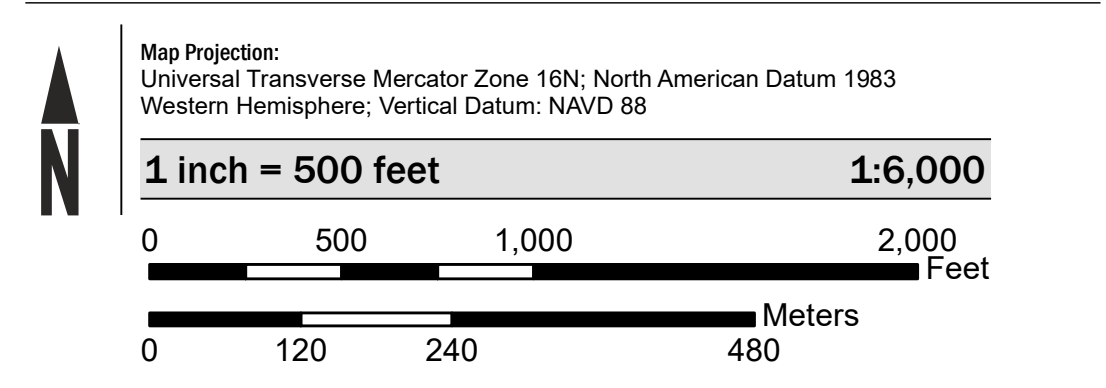 Map Projection:
Universal Transverse Mercator Zone 16N; North American Datum 1983
Western Hemisphere; Vertical Datum: NAVD 88
N
1 inch = 500 feet 1:6,000
0 500 1,000 2,000
Feet
Meters
0 120 240 480